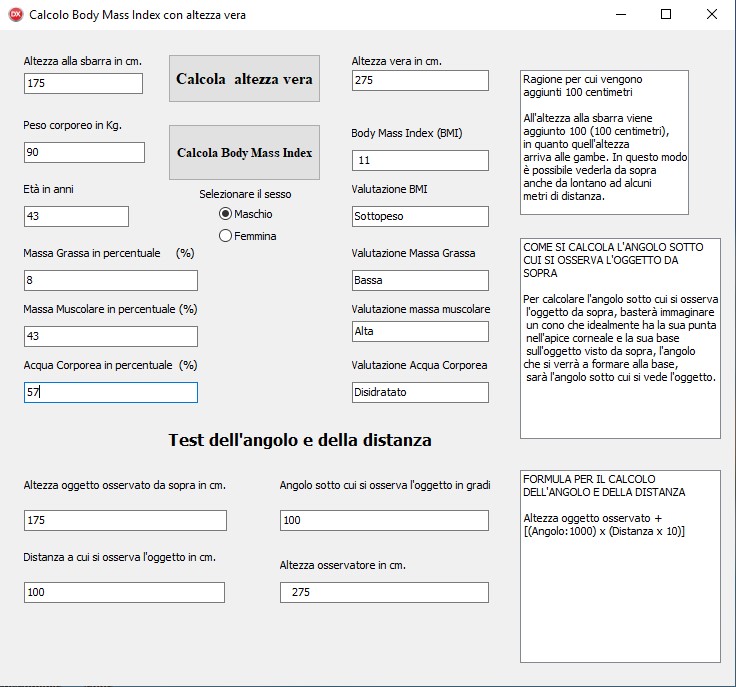 DX Calcolo Body Mass Index con altezza vera
Altezza alla sbarra in cm.
175
Calcola altezza vera
Altezza vera in cm.
275
Peso corporeo in Kg.
90
Calcola Body Mass Index
Body Mass Index (BMI)
11
Età in anni
43
Selezionare il sesso
Maschio
Femmina
Valutazione BMI
Sottopeso
Massa Grassa in percentuale (%)
8
Valutazione Massa Grassa
Bassa
Massa Muscolare in percentuale (%)
43
Valutazione massa muscolare
Alta
Acqua Corporea in percentuale (%)
57
Valutazione Acqua Corporea
Disidratato
Ragione per cui vengono
aggiunti 100 centimetri
All'altezza alla sbarra viene
aggiunto 100 (100 centimetri),
in quanto quell'altezza
arriva alle gambe. In questo modo
è possibile vederla da sopra
anche da lontano ad alcuni
metri di distanza.
COME SI CALCOLA L'ANGOLO SOTTO
CUI SI OSSERVA L'OGGETTO DA
SOPRA
Per calcolare l'angolo sotto cui si osserva
l'oggetto da sopra, basterà immaginare
un cono che idealmente ha la sua punta
nell'apice corneale e la sua base
sull'oggetto visto da sopra, l'angolo
che si verrà a formare alla base,
sarà l'angolo sotto cui si vede l'oggetto.
Test dell'angolo e della distanza
Altezza oggetto osservato da sopra in cm.
175
Angolo sotto cui si osserva l'oggetto in gradi
100
Distanza a cui si osserva l'oggetto in cm.
100
Altezza osservatore in cm.
275
FORMULA PER IL CALCOLO
DELL'ANGOLO E DELLA DISTANZA
Altezza oggetto osservato +
[(Angolo:1000) x (Distanza x 10)]